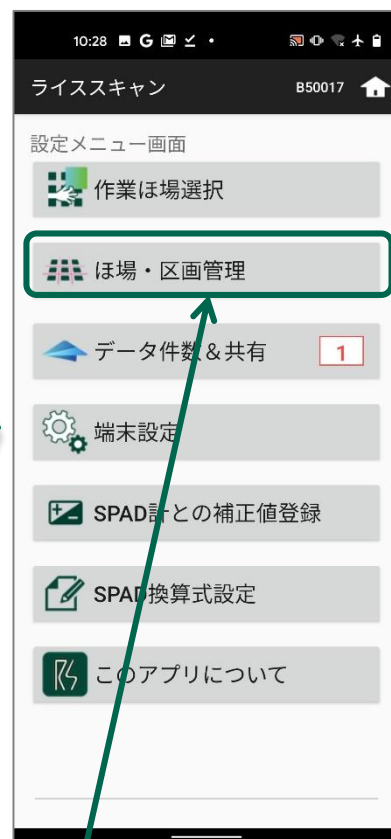 10:28 G
ライススキャン B50017
設定メニュー画面
作業ほ場選択
ほ場・区画管理
データ件数＆共有 1
端末設定
SPAD計との補正値登録
SPAD換算式設定
このアプリについて